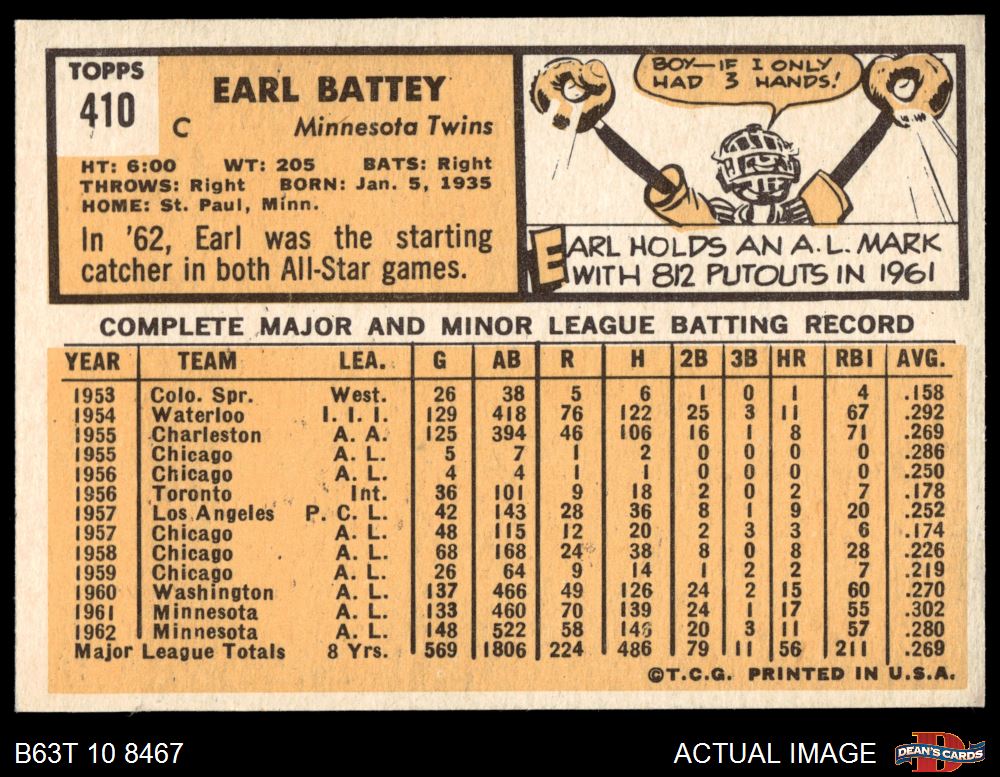 TOPPS
410
EARL BATTEY
C Minnesota Twins
HT: 6:00 WT: 205 BATS: Right
THROWS: Right BORN: Jan. 5, 1935
HOME: St. Paul, Minn.
In '62, Earl was the starting
catcher in both All-Star games.
BOY—IF I ONLY
HAD 3 HANDS!
EARL HOLDS AN A.L. MARK
WITH 812 PUTOUTS IN 1961
COMPLETE MAJOR AND MINOR LEAGUE BATTING RECORD
YEAR TEAM LEA. G AB R H 2B 3B HR RBI AVG.
1953 Colo. Spr. West. 26 38 5 6 1 0 1 4 .158
1954 Waterloo I. I. I. 129 418 76 122 25 3 11 67 .292
1955 Charleston A. A. 125 394 46 106 16 1 8 71 .269
1955 Chicago A. L. 5 7 1 2 0 0 0 0 .286
1956 Chicago A. L. 4 4 1 1 0 0 0 0 .250
1956 Toronto Int. 36 101 9 18 2 0 2 7 .178
1957 Los Angeles P. C. L. 42 143 28 36 8 1 9 20 .252
1957 Chicago A. L. 48 115 12 20 2 3 3 6 .174
1958 Chicago A. L. 68 168 24 38 8 0 8 28 .226
1959 Chicago A. L. 26 64 9 14 1 2 2 7 .219
1960 Washington A. L. 137 466 49 126 24 2 15 60 .270
1961 Minnesota A. L. 133 460 70 139 24 1 17 55 .302
1962 Minnesota A. L. 148 522 58 146 20 3 11 57 .280
Major League Totals 8 Yrs. 569 1806 224 486 79 11 56 211 .269
©T.C.G. PRINTED IN U.S.A.
B63T 10 8467
ACTUAL IMAGE
DEAN'S CARDS